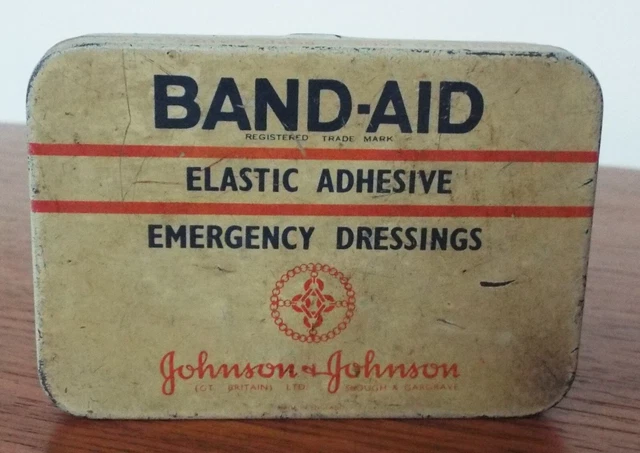 BAND-AID
REGISTERED TRADE MARK
ELASTIC ADHESIVE
EMERGENCY DRESSINGS
Johnson & Johnson
(GT. BRITAIN) LTD. SLOUGH & GARGRAVE